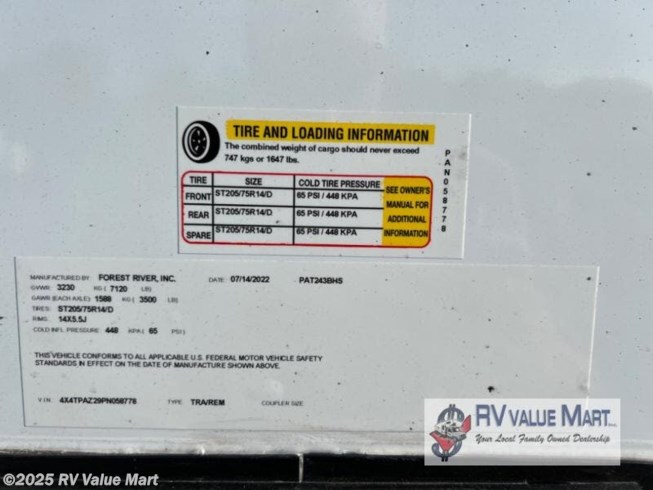 TIRE AND LOADING INFORMATION
The combined weight of cargo should never exceed
747 kgs or 1647 lbs.
TIRE SIZE COLD TIRE PRESSURE SEE OWNER'S MANUAL FOR ADDITIONAL INFORMATION
FRONT ST205/75R14/D 65 PSI / 448 KPA
REAR ST205/75R14/D 65 PSI / 448 KPA
SPARE ST205/75R14/D 65 PSI / 448 KPA
PAN058778
MANUFACTURED BY: FOREST RIVER, INC. DATE: 07/14/2022 PAT243BHS
GVWR: 3230 KG ( 7120 LB)
GAWR (EACH AXLE): 1588 KG ( 3500 LB)
TIRES: ST205/75R14/D
RIMS: 14X5.5J
COLD INFL. PRESSURE: 448 KPA ( 65 PSI )
THIS VEHICLE CONFORMS TO ALL APPLICABLE U.S. FEDERAL MOTOR VEHICLE SAFETY
STANDARDS IN EFFECT ON THE DATE OF MANUFACTURE SHOWN ABOVE.
V.I.N. 4X4TPAZ29PN058778 TYPE: TRA/REM COUPLER SIZE:
RV VALUE MART
Your Local Family Owned Dealership
©2025 RV Value Mart